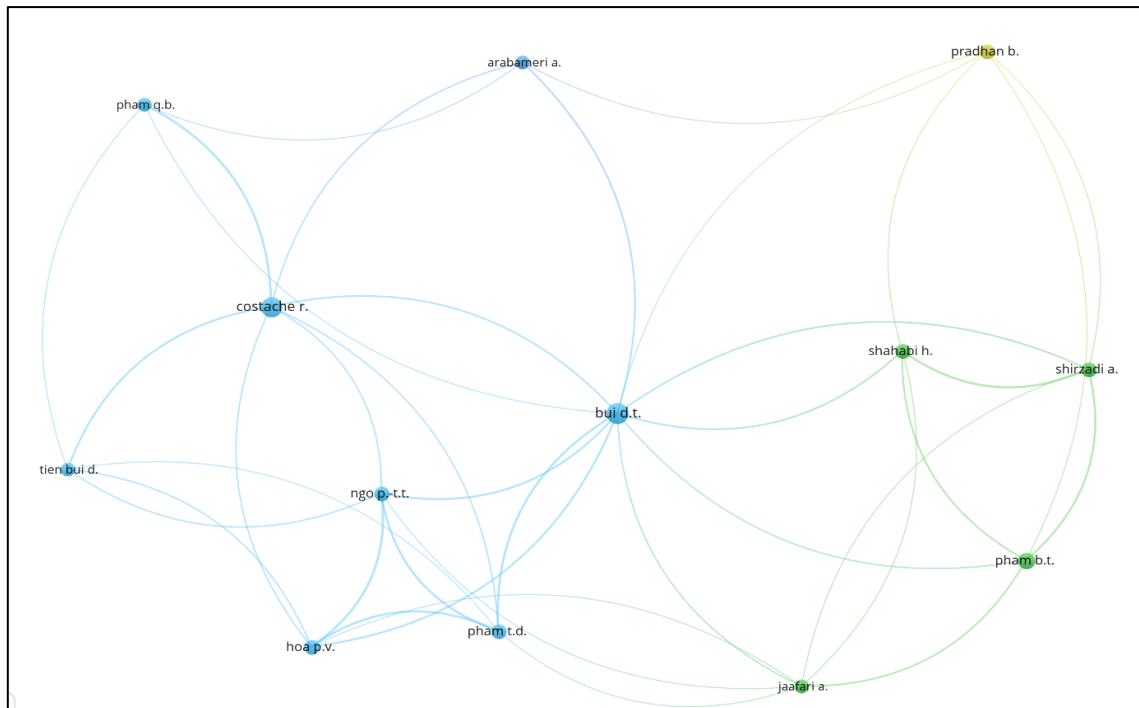 pradhan b.
arabameri a.
pham q.b.
costache r.
shahabi h.
shirzadi a.
bui d.t.
tien bui d.
ngo p.-t.t.
pham b.t.
pham t.d.
hoa p.v.
jaafari a.